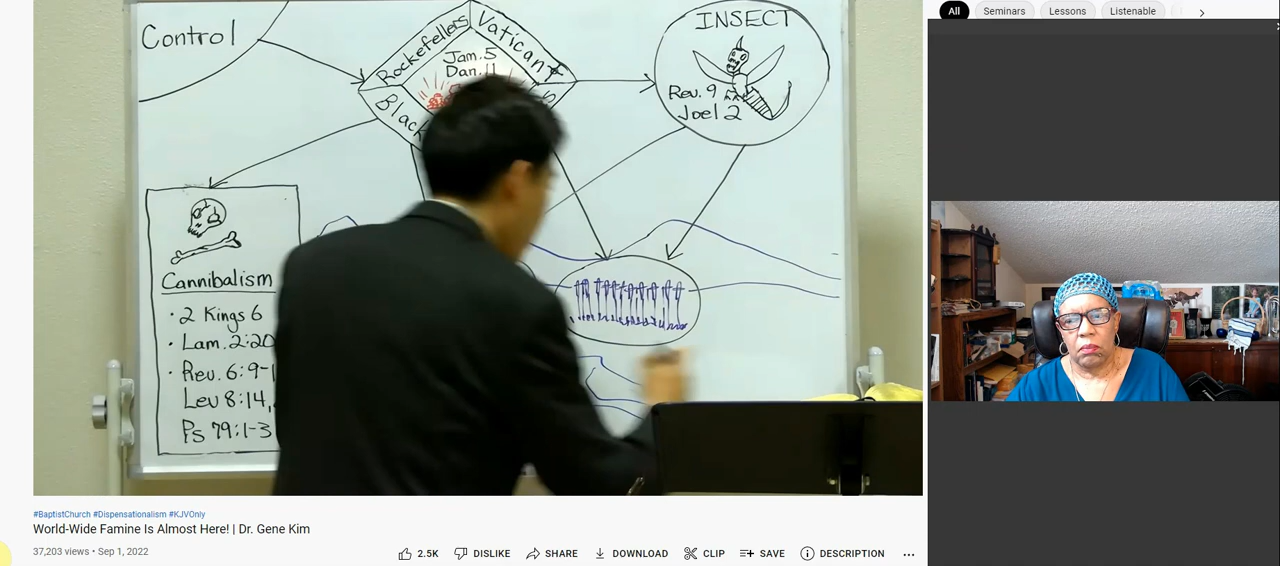 All
Seminars
Lessons
Listenable
Control
Rockefellers
Vatican
Jam. 5
Dan. 11
INSECT
Rev. 9
Joel 2
Cannibalism
· 2 Kings 6
· Lam. 2:20
· Rev. 6:9-1
Lev 8:14,
Ps 79:1-3
#BaptistChurch #Dispensationalism #KJVOnly
World-Wide Famine Is Almost Here! | Dr. Gene Kim
37,203 views • Sep 1, 2022
2.5K
DISLIKE
SHARE
DOWNLOAD
CLIP
SAVE
DESCRIPTION